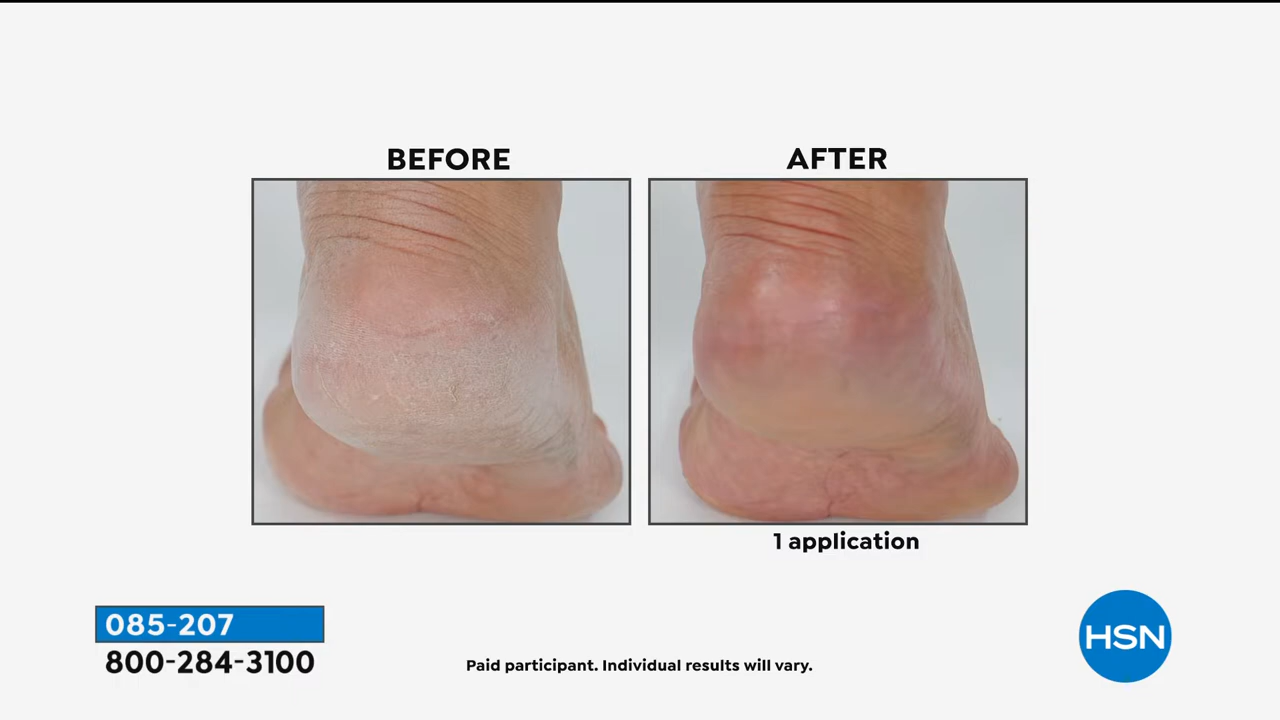 BEFORE
AFTER
1 application
085-207
800-284-3100
Paid participant. Individual results will vary.
HSN